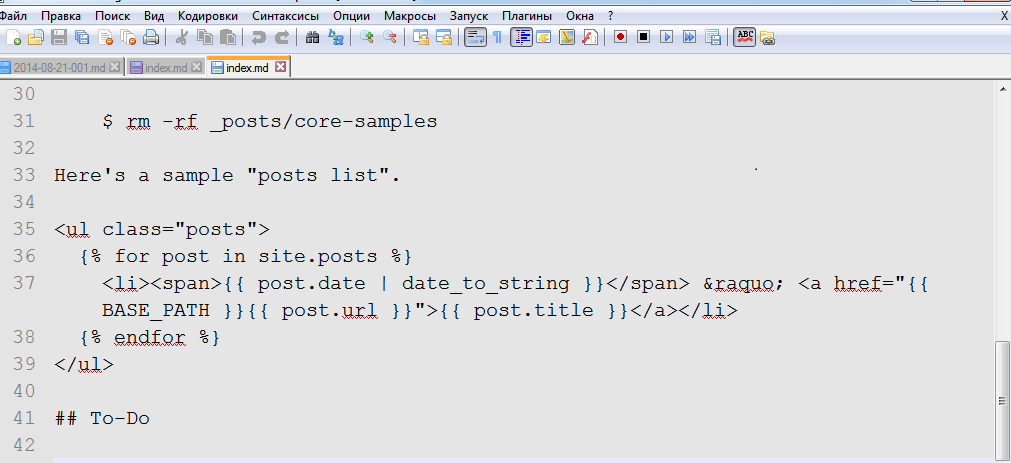 Файл Правка Поиск Вид Кодировки Синтаксисы Опции Макросы Запуск Плагины Окна ? X
ABC
2014-08-21-001.md index.md index.md
30
31 $ rm -rf _posts/core-samples
32
33 Here's a sample "posts list".
34
35 <ul class="posts">
36 {% for post in site.posts %}
37 <li><span>{{ post.date | date_to_string }}</span> &raquo; <a href="{{
BASE_PATH }}{{ post.url }}">{{ post.title }}</a></li>
38 {% endfor %}
39 </ul>
40
41 ## To-Do
42